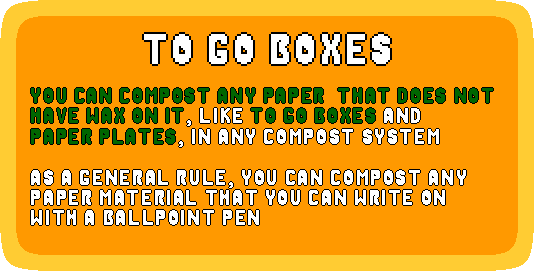 TO GO BOXES
YOU CAN COMPOST ANY PAPER THAT DOES NOT
HAVE WAX ON IT, LIKE TO GO BOXES AND
PAPER PLATES, IN ANY COMPOST SYSTEM
AS A GENERAL RULE, YOU CAN COMPOST ANY
PAPER MATERIAL THAT YOU CAN WRITE ON
WITH A BALLPOINT PEN